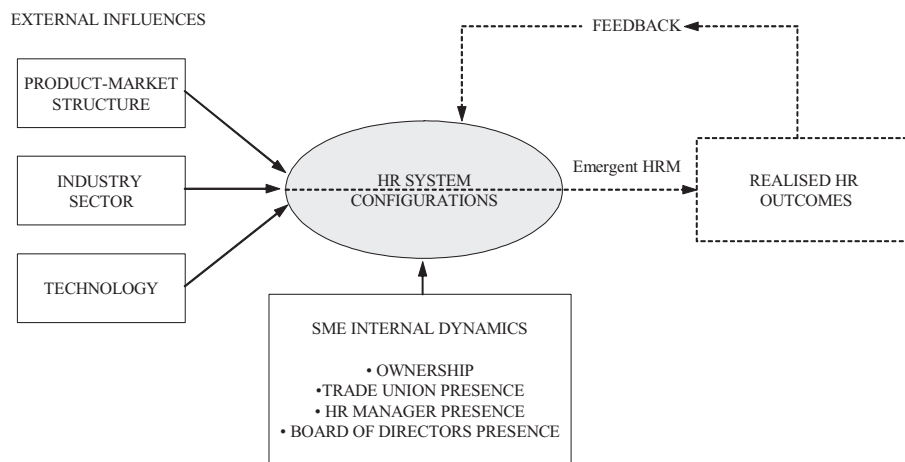 EXTERNAL INFLUENCES
PRODUCT-MARKET
STRUCTURE
INDUSTRY
SECTOR
TECHNOLOGY
HR SYSTEM
CONFIGURATIONS
SME INTERNAL DYNAMICS
• OWNERSHIP
•TRADE UNION PRESENCE
• HR MANAGER PRESENCE
• BOARD OF DIRECTORS PRESENCE
Emergent HRM
REALISED HR
OUTCOMES
FEEDBACK